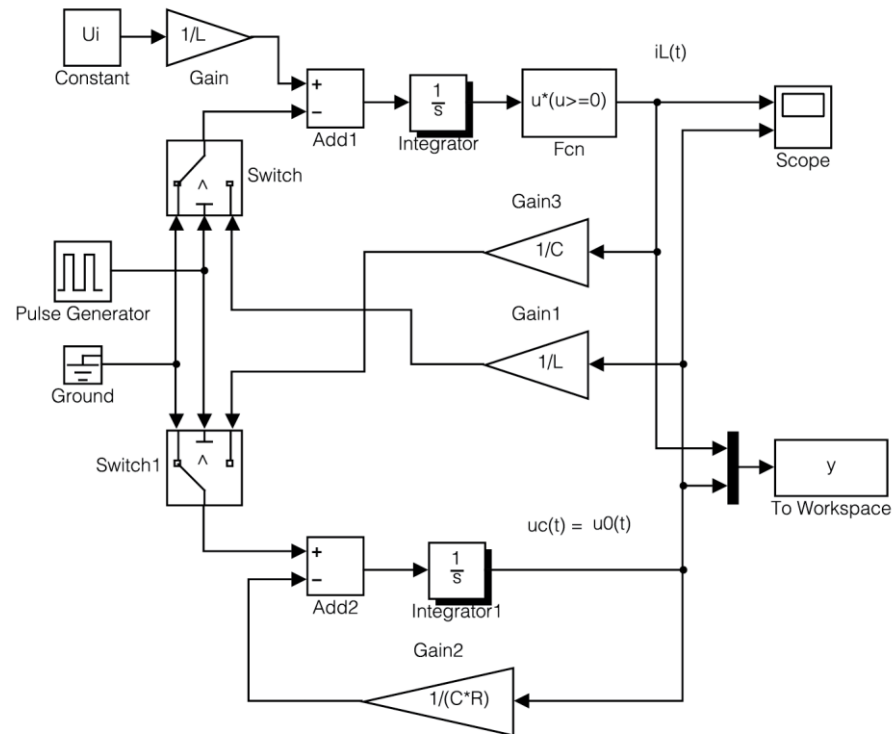 Ui
Constant
1/L
Gain
+
−
Add1
1
s
Integrator
u*(u>=0)
Fcn
iL(t)
Scope
Switch
Pulse Generator
Ground
Gain3
1/C
Gain1
1/L
Switch1
y
To Workspace
+
−
Add2
1
s
Integrator1
uc(t) = u0(t)
Gain2
1/(C*R)